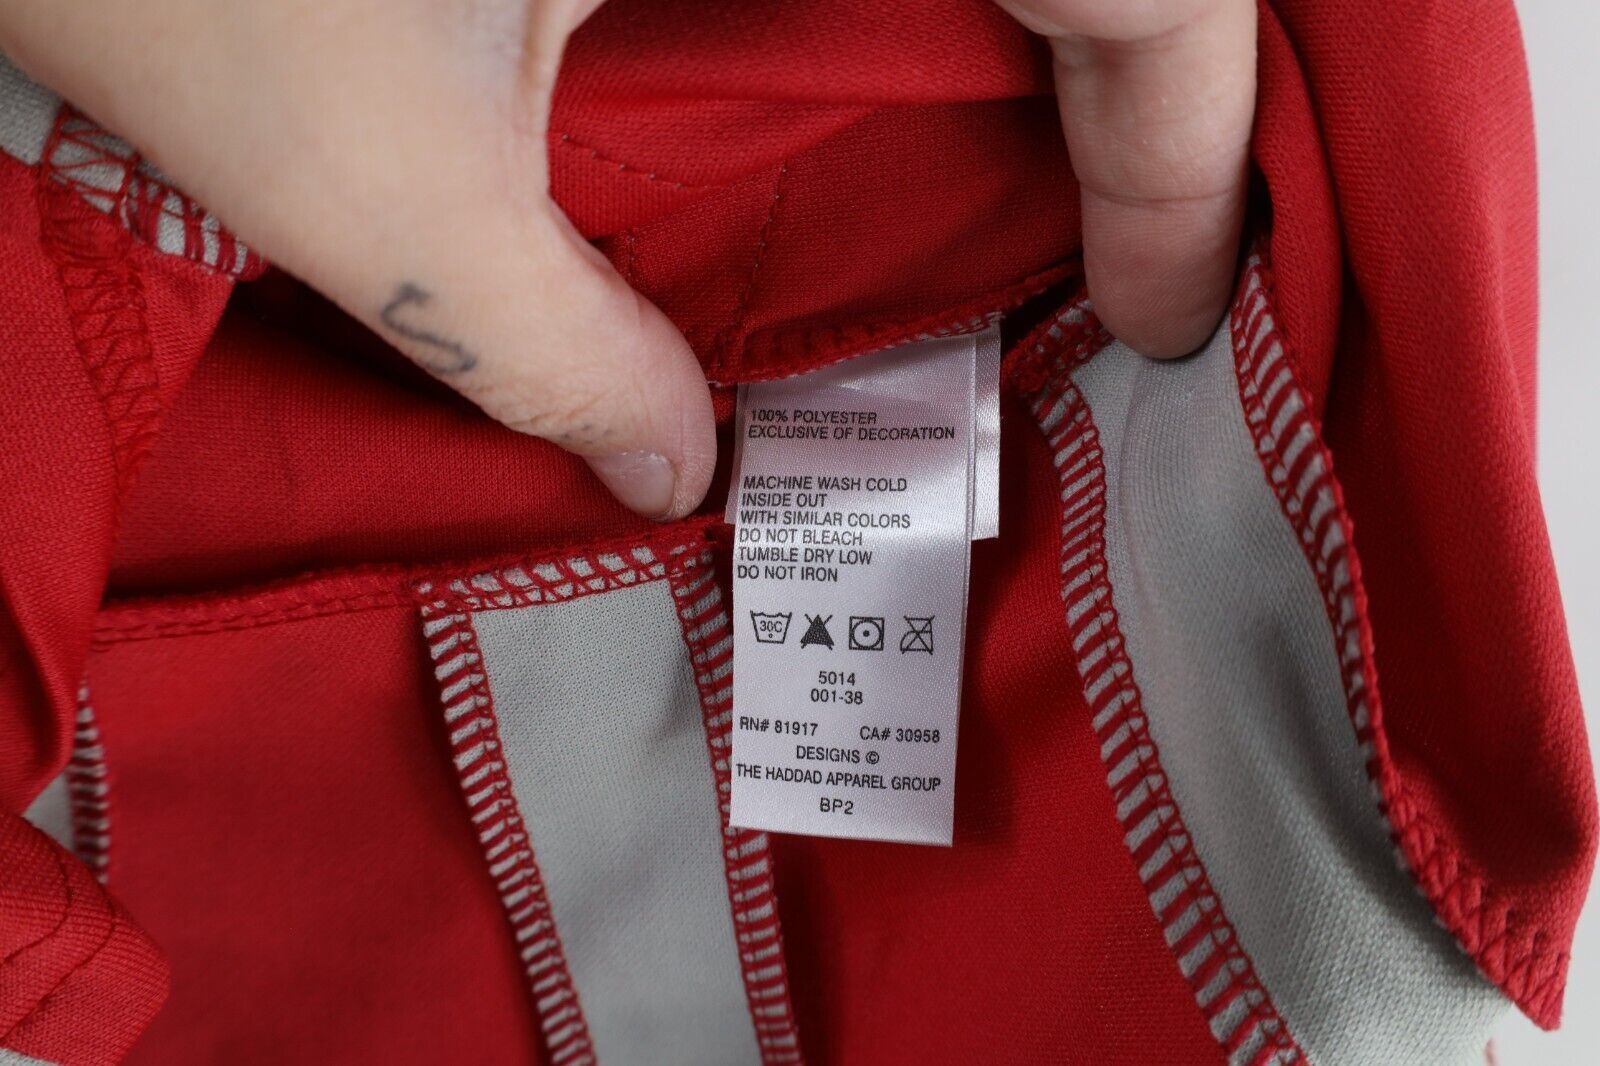 100% POLYESTER
EXCLUSIVE OF DECORATION
MACHINE WASH COLD
INSIDE OUT
WITH SIMILAR COLORS
DO NOT BLEACH
TUMBLE DRY LOW
DO NOT IRON
30C
5014
001-38
RN# 81917 CA# 30958
DESIGNS ©
THE HADDAD APPAREL GROUP
BP2